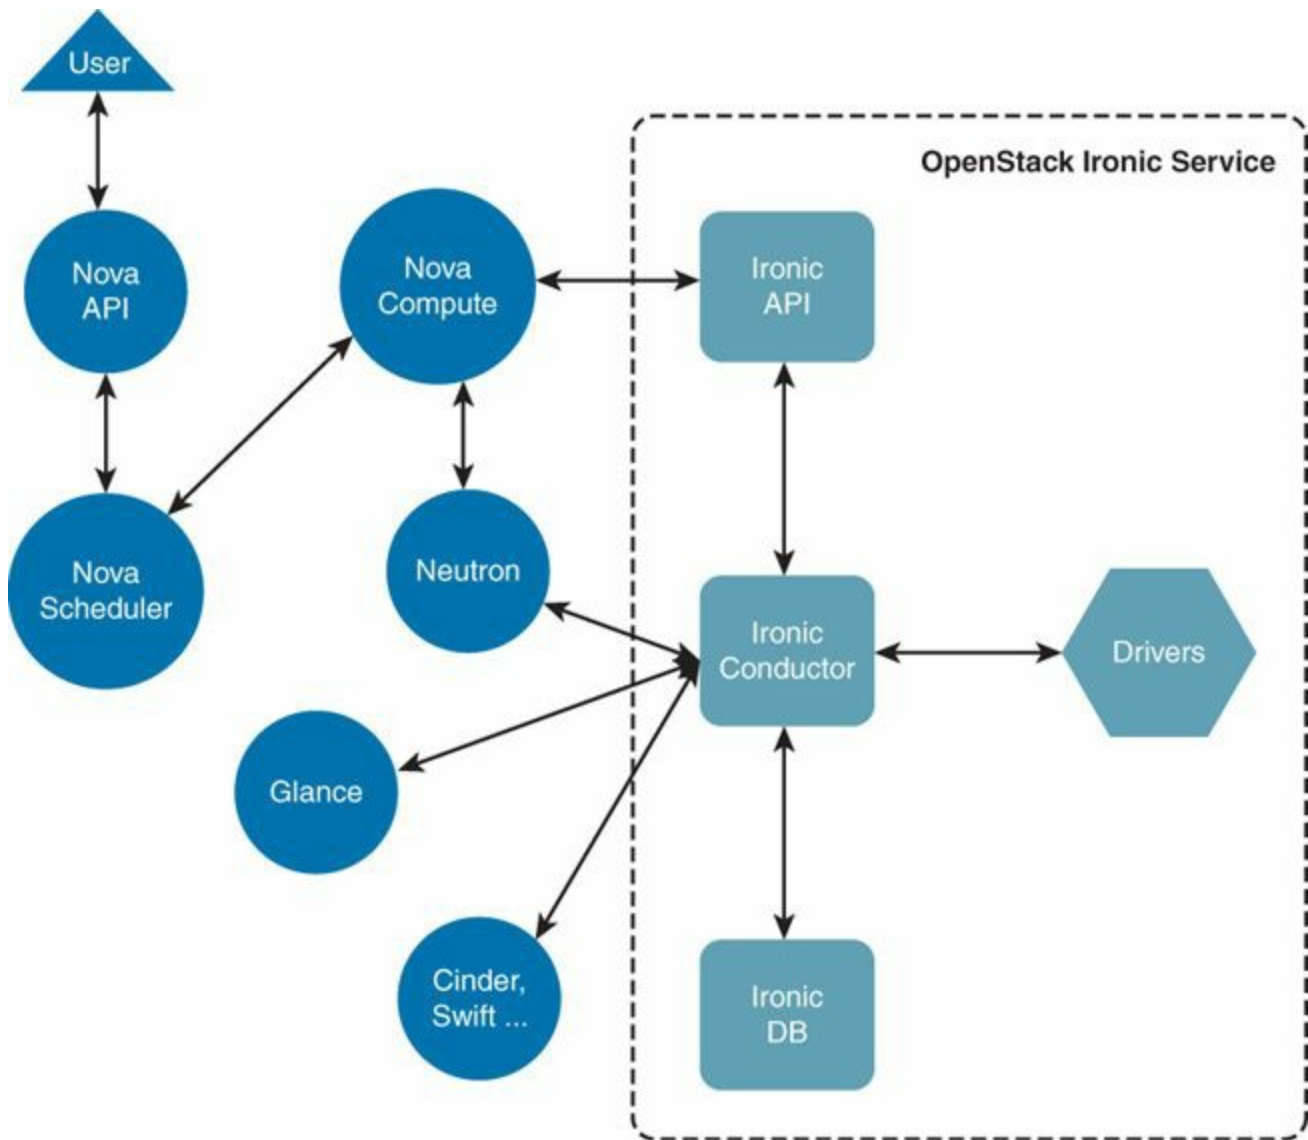 User
OpenStack Ironic Service
Nova
API
Nova
Compute
Ironic
API
Nova
Scheduler
Neutron
Ironic
Conductor
Drivers
Glance
Cinder,
Swift ...
Ironic
DB